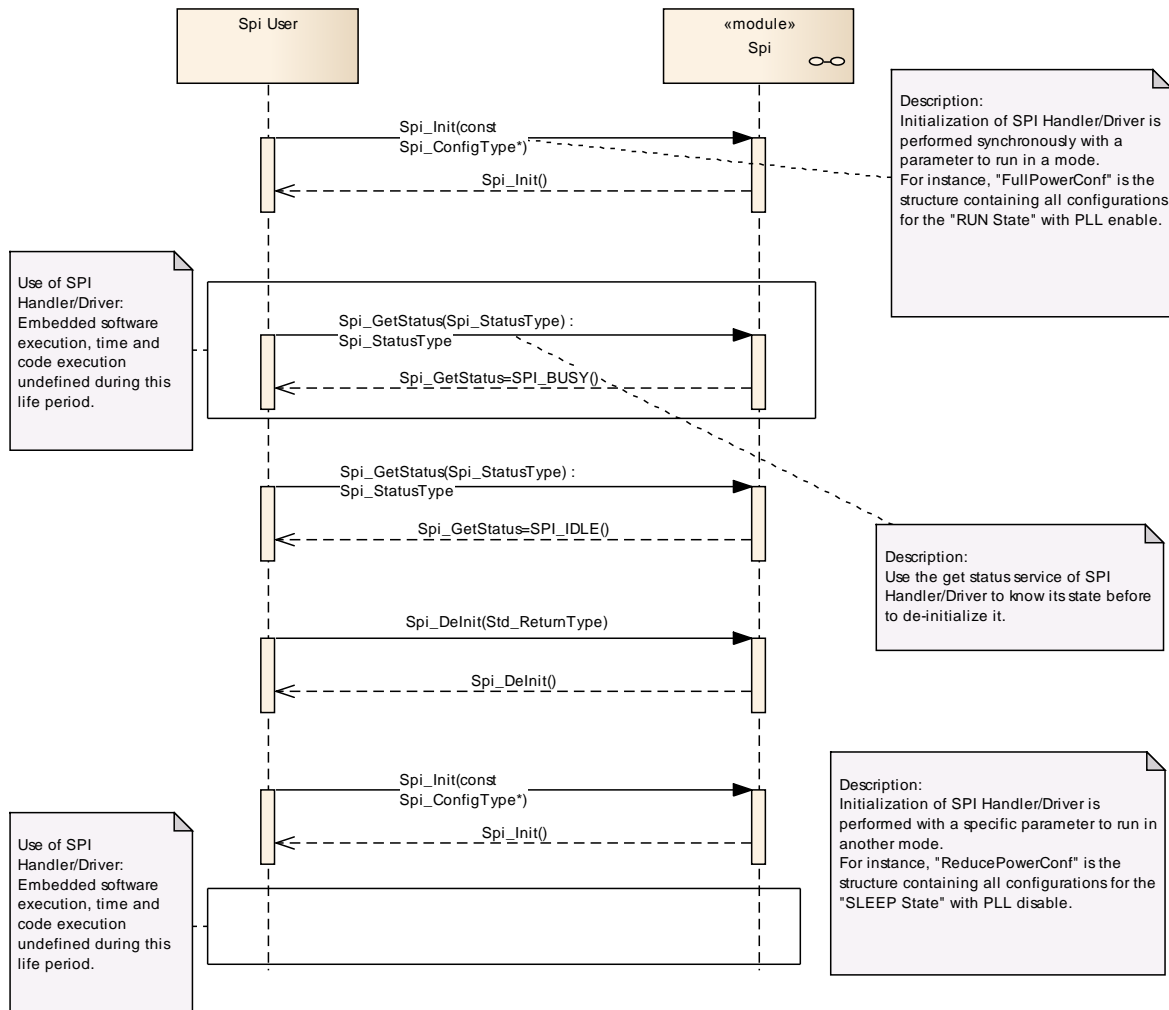 Spi User
«module»
Spi
Spi_Init(const
Spi_ConfigType*)
Spi_Init()
Description:
Initialization of SPI Handler/Driver is
performed synchronously with a
parameter to run in a mode.
For instance, "FullPowerConf" is the
structure containing all configurations
for the "RUN State" with PLL enable.
Use of SPI
Handler/Driver:
Embedded software
execution, time and
code execution
undefined during this
life period.
Spi_GetStatus(Spi_StatusType) :
Spi_StatusType
Spi_GetStatus=SPI_BUSY()
Spi_GetStatus(Spi_StatusType) :
Spi_StatusType
Spi_GetStatus=SPI_IDLE()
Description:
Use the get status service of SPI
Handler/Driver to know its state before
to de-initialize it.
Spi_DeInit(Std_ReturnType)
Spi_DeInit()
Spi_Init(const
Spi_ConfigType*)
Spi_Init()
Description:
Initialization of SPI Handler/Driver is
performed with a specific parameter to run in
another mode.
For instance, "ReducePowerConf" is the
structure containing all configurations for the
"SLEEP State" with PLL disable.
Use of SPI
Handler/Driver:
Embedded software
execution, time and
code execution
undefined during this
life period.